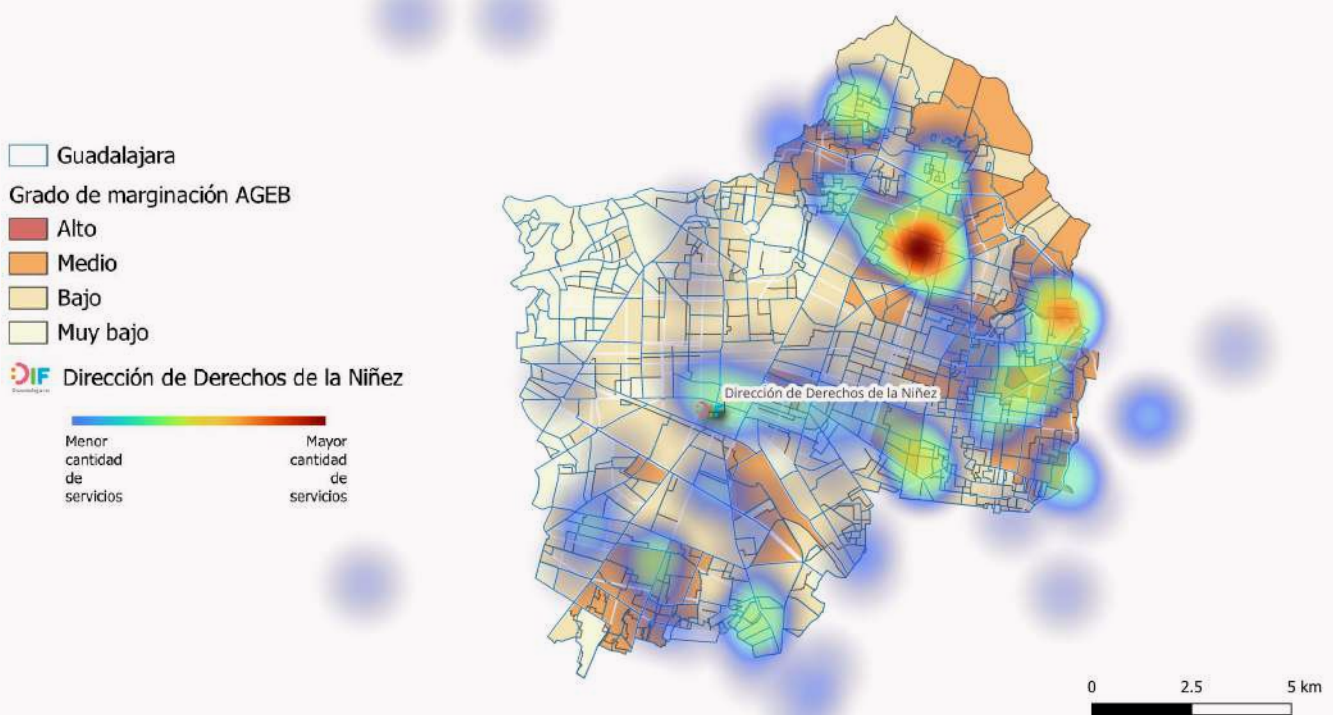 Guadalajara
Grado de marginación AGEB
Alto
Medio
Bajo
Muy bajo
DIF
Dirección de Derechos de la Niñez
Menor
cantidad
de
servicios
Mayor
cantidad
de
servicios
Dirección de Derechos de la Niñez
0 2.5 5 km